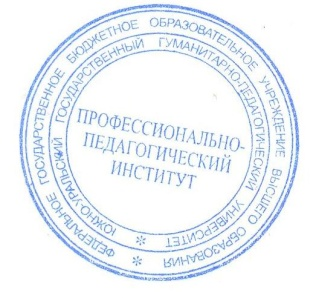 ФЕДЕРАЛЬНОЕ ГОСУДАРСТВЕННОЕ БЮДЖЕТНОЕ ОБРАЗОВАТЕЛЬНОЕ УЧРЕЖДЕНИЕ ВЫСШЕГО ОБРАЗОВАНИЯ *
ЮЖНО-УРАЛЬСКИЙ ГОСУДАРСТВЕННЫЙ ГУМАНИТАРНО-ПЕДАГОГИЧЕСКИЙ УНИВЕРСИТЕТ *
ПРОФЕССИОНАЛЬНО-
ПЕДАГОГИЧЕСКИЙ
ИНСТИТУТ